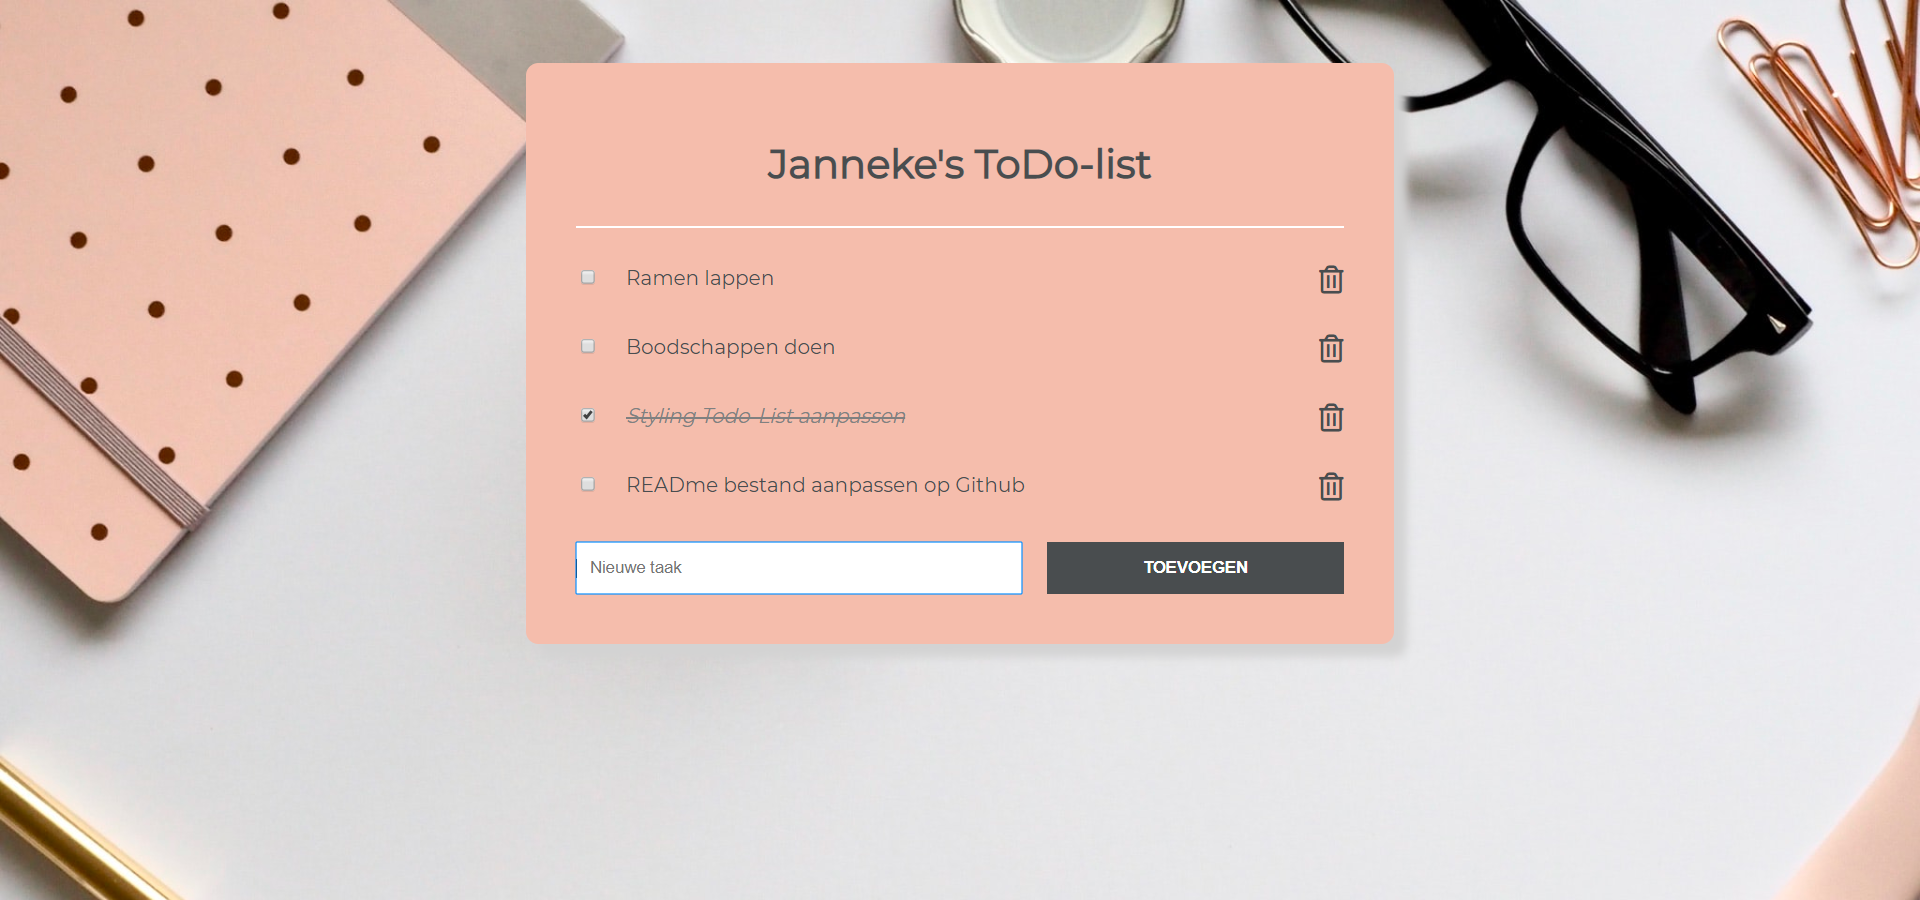 Janneke's ToDo-list
Ramen lappen
Boodschappen doen
Styling Todo-List aanpassen
READme bestand aanpassen op Github
Nieuwe taak
TOEVOEGEN